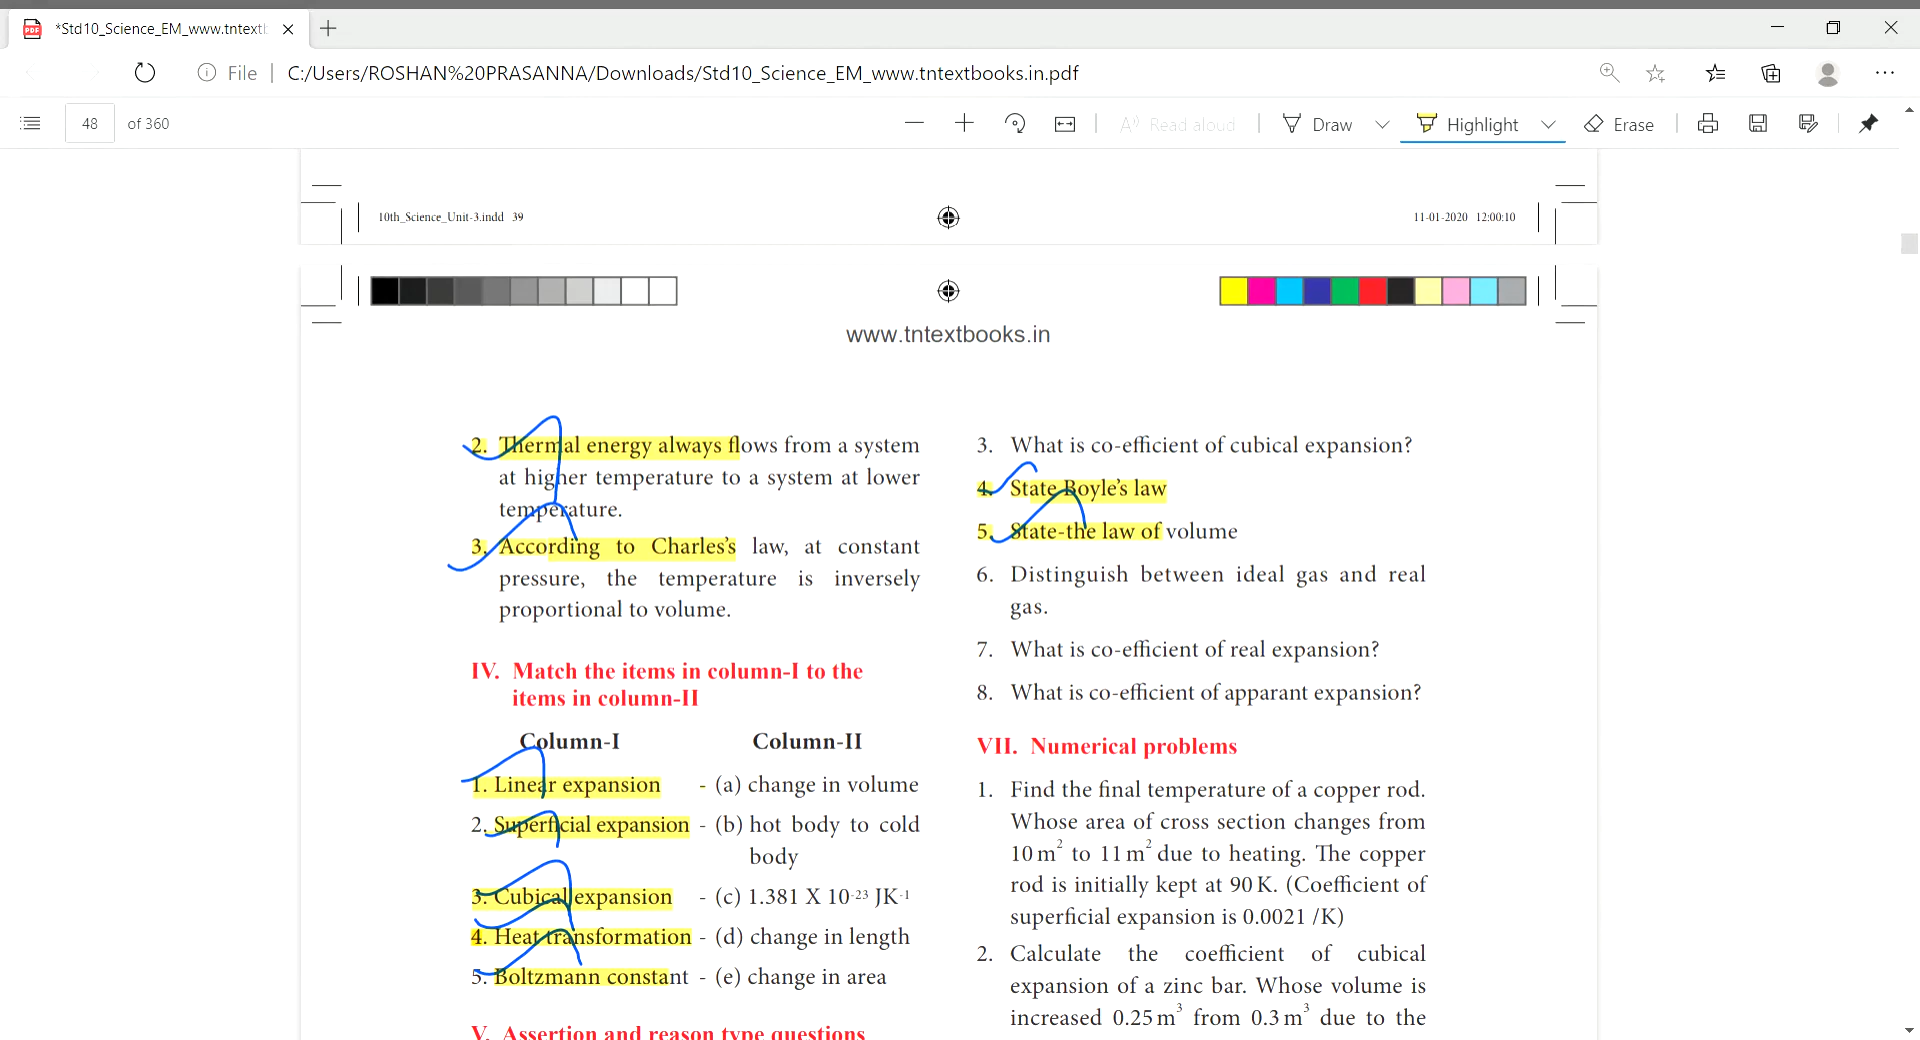 *Std10_Science_EM_www.tntextb
File
C:/Users/ROSHAN%20PRASANNA/Downloads/Std10_Science_EM_www.tntextbooks.in.pdf
48 of 360
Read aloud
Draw
Highlight
Erase
10th_Science_Unit-3.indd 39
11-01-2020 12:00:10
www.tntextbooks.in
2. Thermal energy always flows from a system
at higher temperature to a system at lower
temperature.
3. According to Charles's law, at constant
pressure, the temperature is inversely
proportional to volume.
IV. Match the items in column-I to the
items in column-II
Column-I Column-II
1. Linear expansion - (a) change in volume
2. Superficial expansion - (b) hot body to cold
body
3. Cubical expansion - (c) 1.381 X 10⁻²³ JK⁻¹
4. Heat transformation - (d) change in length
5. Boltzmann constant - (e) change in area
V. Assertion and reason type questions
3. What is co-efficient of cubical expansion?
4. State Boyle's law
5. State-the law of volume
6. Distinguish between ideal gas and real
gas.
7. What is co-efficient of real expansion?
8. What is co-efficient of apparant expansion?
VII. Numerical problems
1. Find the final temperature of a copper rod.
Whose area of cross section changes from
10 m² to 11 m² due to heating. The copper
rod is initially kept at 90 K. (Coefficient of
superficial expansion is 0.0021 /K)
2. Calculate the coefficient of cubical
expansion of a zinc bar. Whose volume is
increased 0.25 m³ from 0.3 m³ due to the